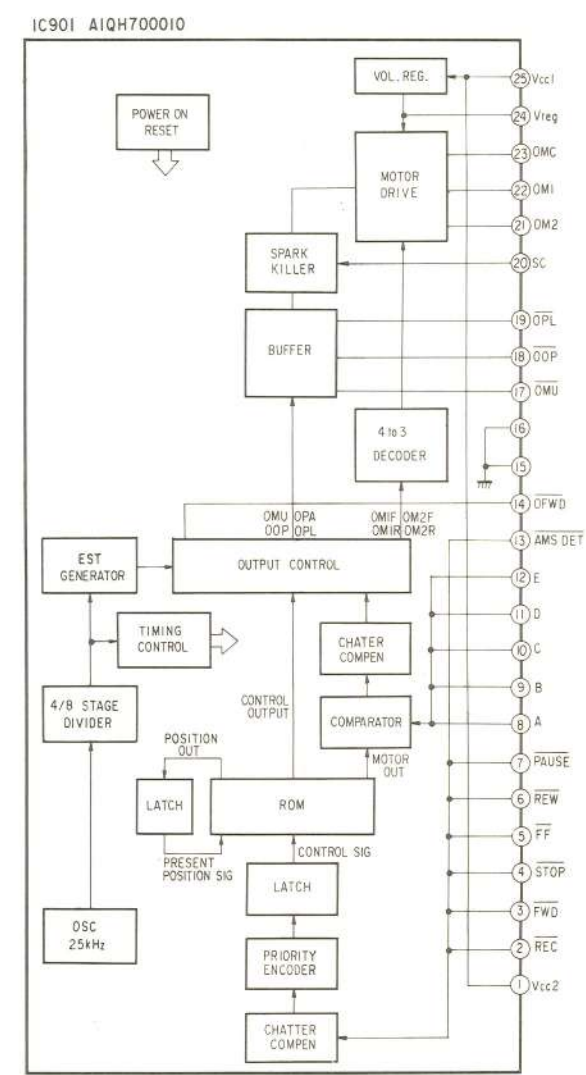 IC901 A1QH700010
VOL. REG.
25 Vcc1
POWER ON
RESET
24 Vreg
MOTOR
DRIVE
23 OMC
22 OM1
21 OM2
SPARK
KILLER
20 SC
BUFFER
19 OPL
18 OOP
17 OMU
4 to 3
DECODER
16
15
14 OFWD
OMU OPA
OOP OPL
OM1F OM2F
OM1R OM2R
13 AMS DET
EST
GENERATOR
OUTPUT CONTROL
12 E
11 D
TIMING
CONTROL
CHATER
COMPEN
10 C
9 B
4/8 STAGE
DIVIDER
CONTROL
OUTPUT
COMPARATOR
8 A
POSITION
OUT
MOTOR
OUT
7 PAUSE
LATCH
ROM
6 REW
5 FF
PRESENT
POSITION SIG
CONTROL SIG
LATCH
4 STOP
OSC
25kHz
3 FWD
PRIORITY
ENCODER
2 REC
1 Vcc2
CHATTER
COMPEN